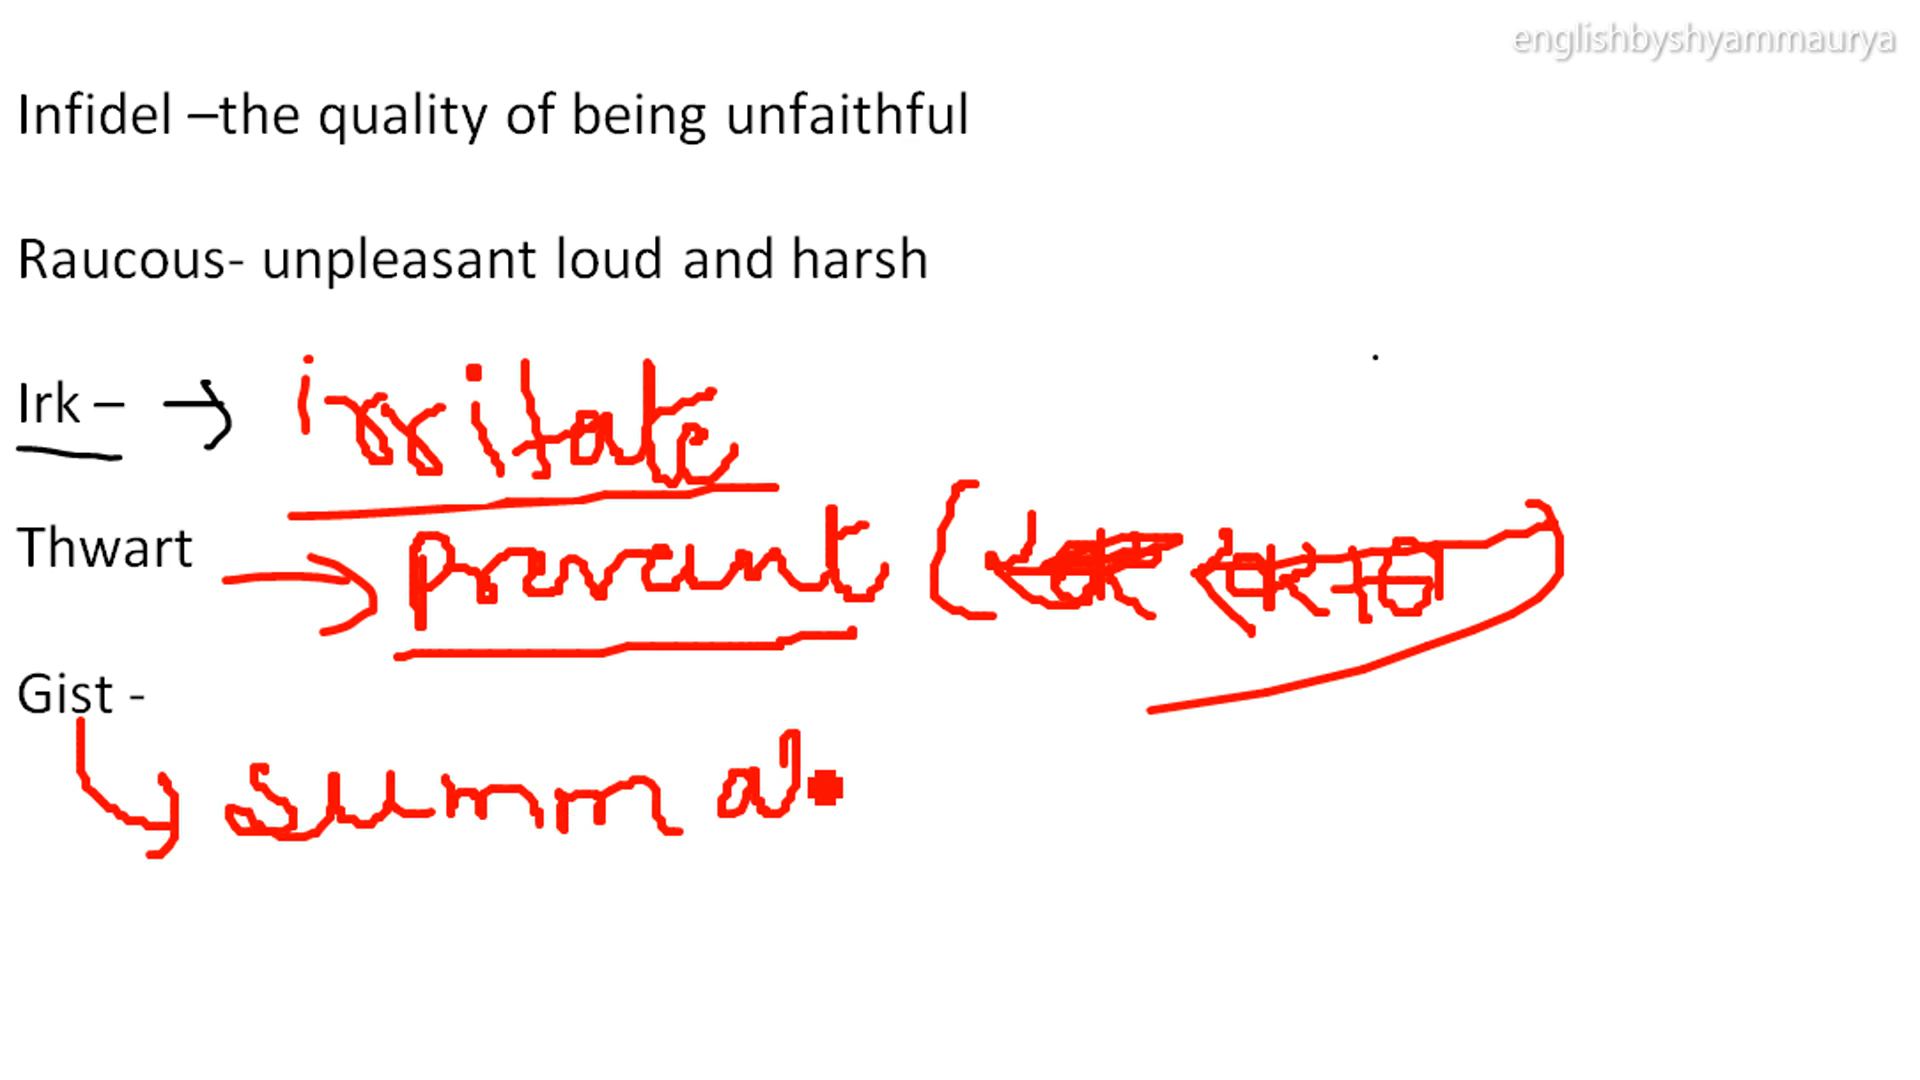 englishbyshyammaurya
Infidel –the quality of being unfaithful
Raucous- unpleasant loud and harsh
Irk – → irritate
Thwart → prevent
Gist -
summa